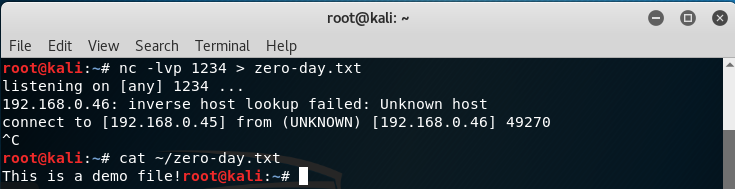 root@kali: ~
File Edit View Search Terminal Help
root@kali:~# nc -lvp 1234 > zero-day.txt
listening on [any] 1234 ...
192.168.0.46: inverse host lookup failed: Unknown host
connect to [192.168.0.45] from (UNKNOWN) [192.168.0.46] 49270
^C
root@kali:~# cat ~/zero-day.txt
This is a demo file!root@kali:~#